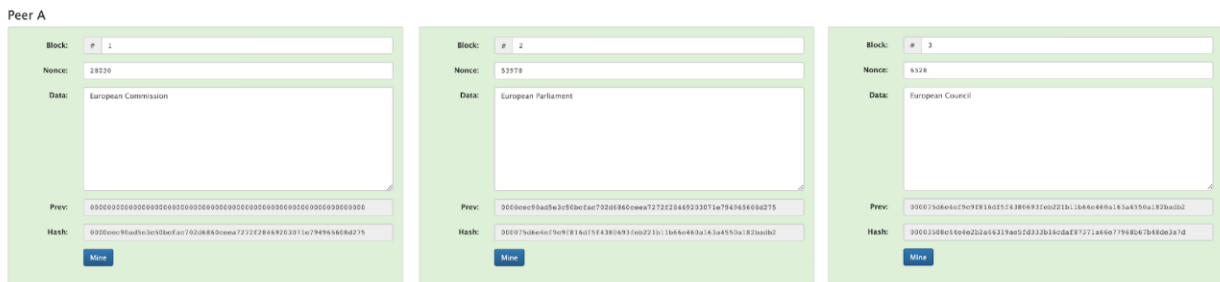 Peer A
Block: # 1
Nonce: 28030
Data: European Commission
Prev: 0000000000000000000000000000000000000000000000000000000000000000
Hash:
Mine
Block: # 2
Nonce: 53978
Data: European Parliament
Prev:
Hash:
Mine
Block: # 3
Nonce: 6528
Data: European Council
Prev:
Hash:
Mine